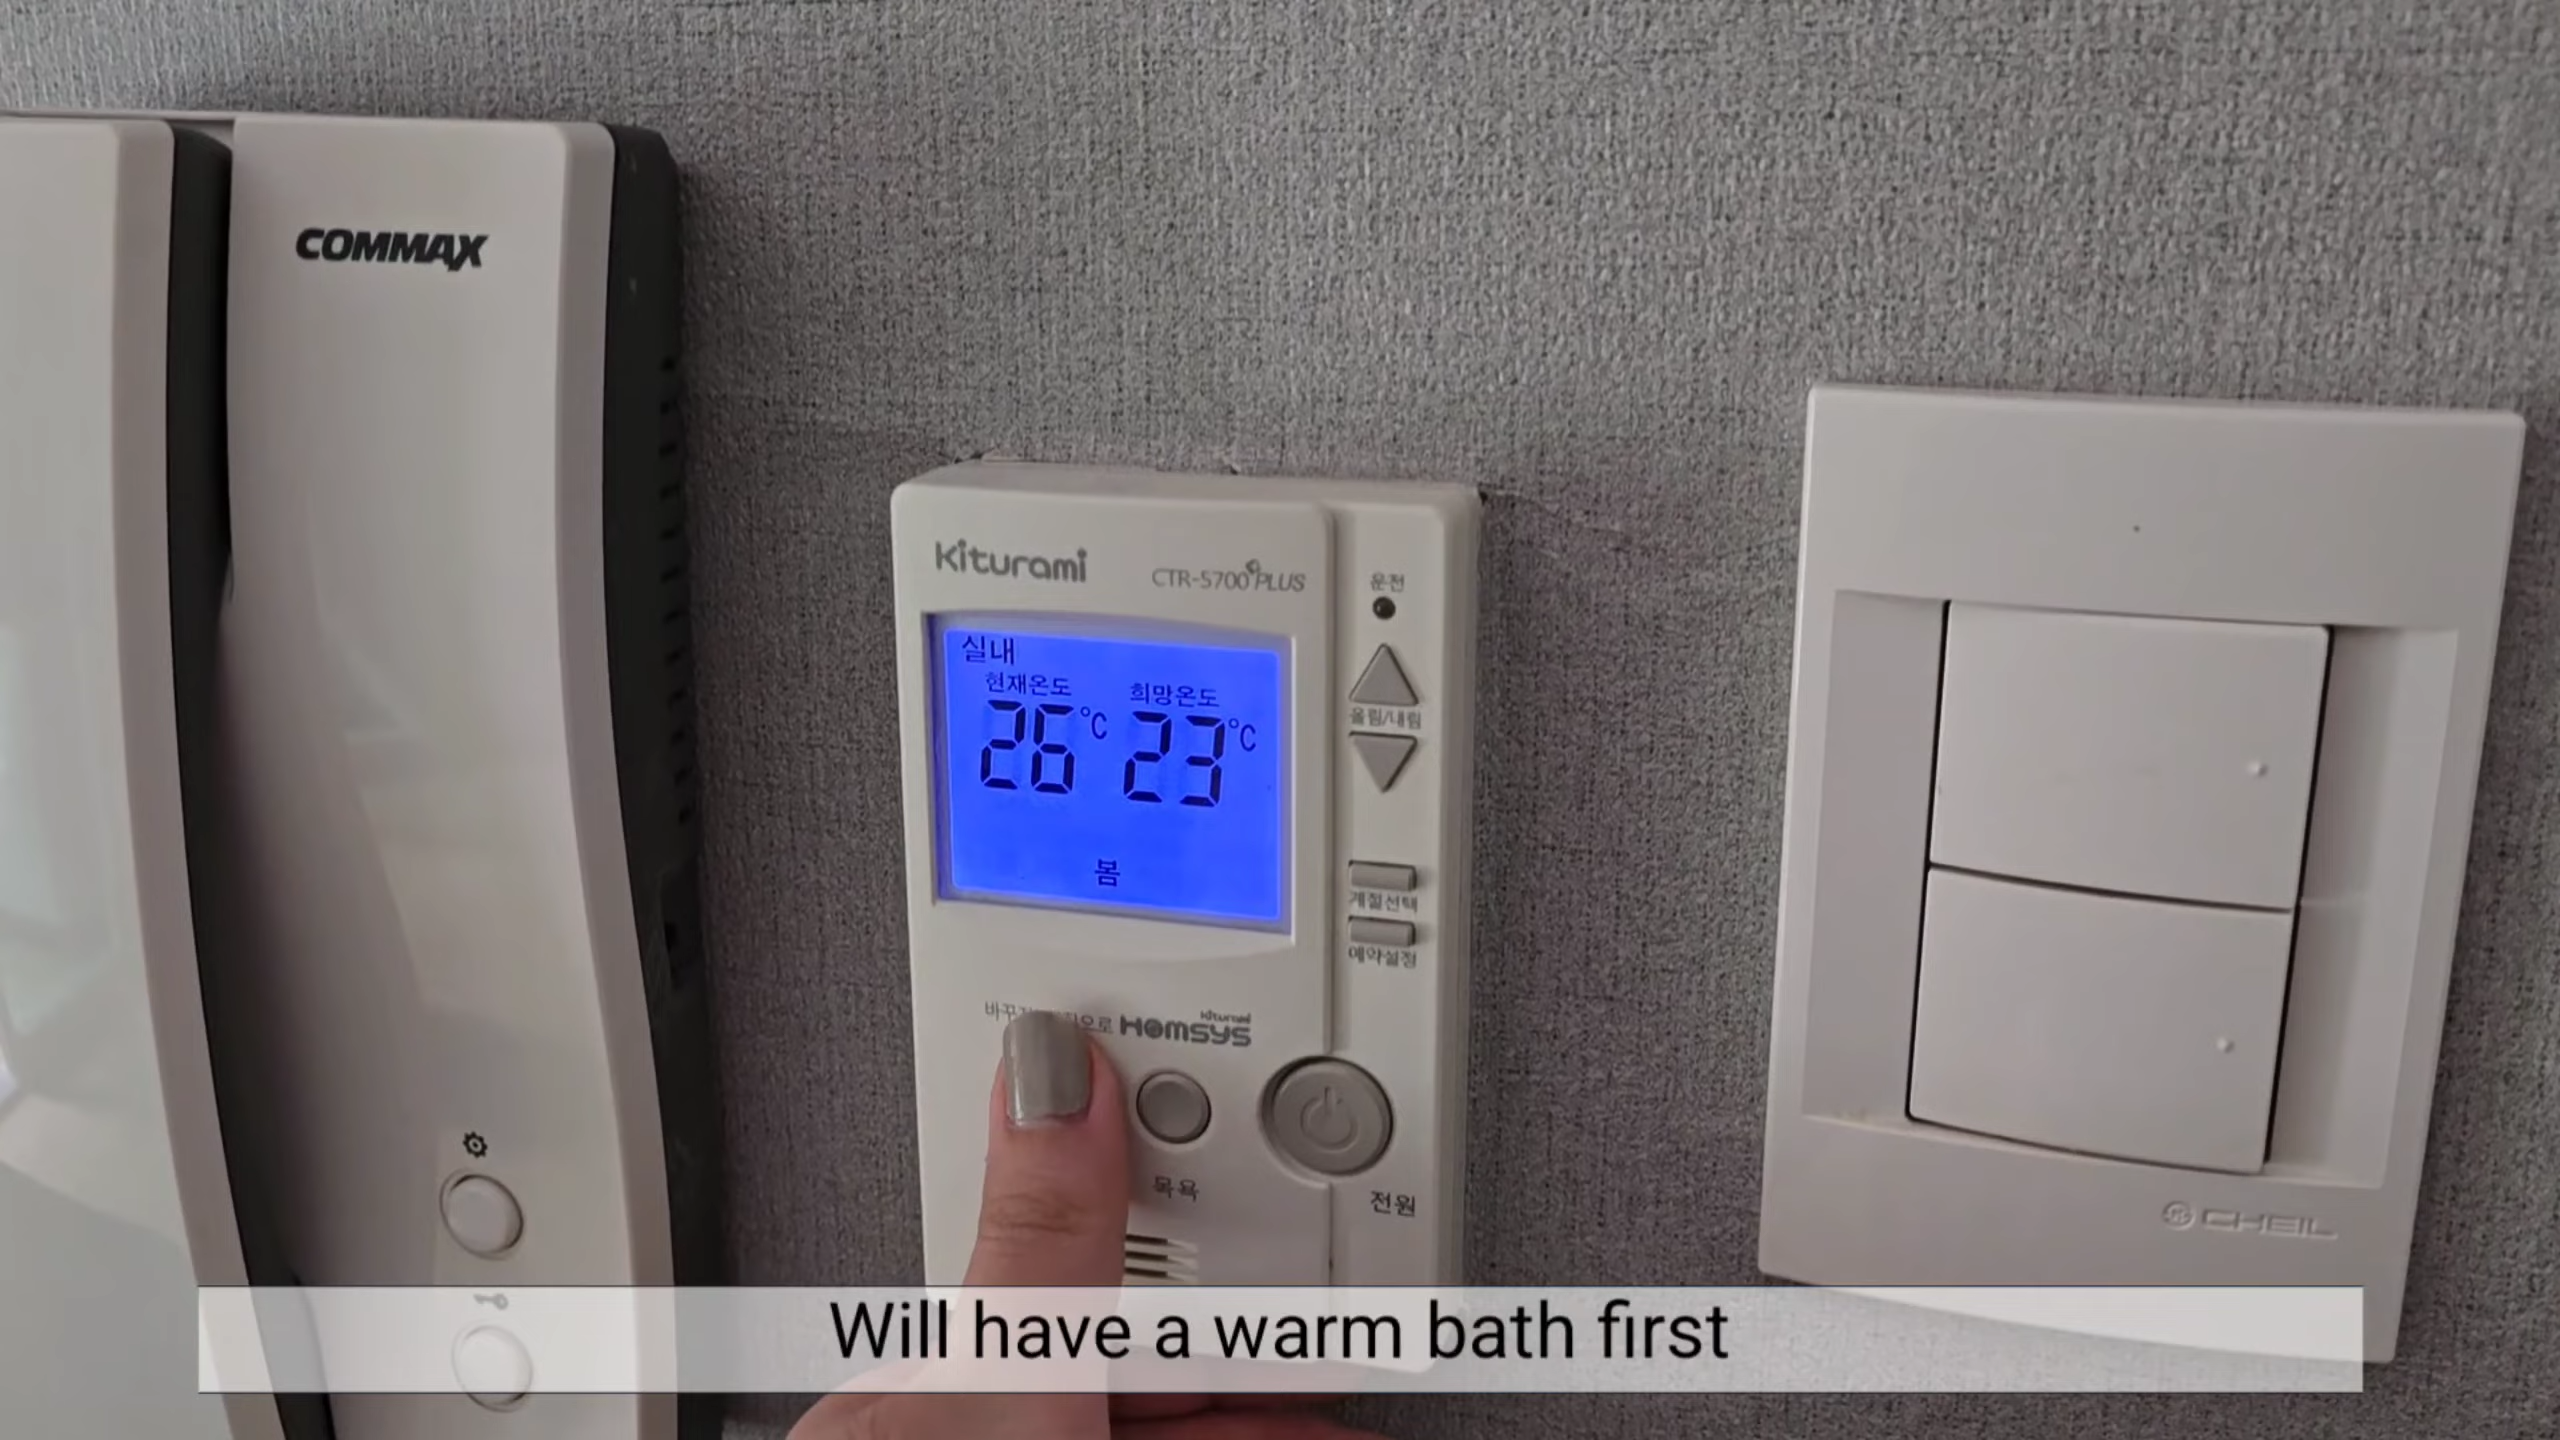 COMMAX
Kiturami
CTR-5700 PLUS
운전
실내
현재온도
희망온도
26°C
23°C
올림/내림
봄
계절선택
예약설정
Kiturami
HOMSYS
목욕
전원
CHEIL
Will have a warm bath first